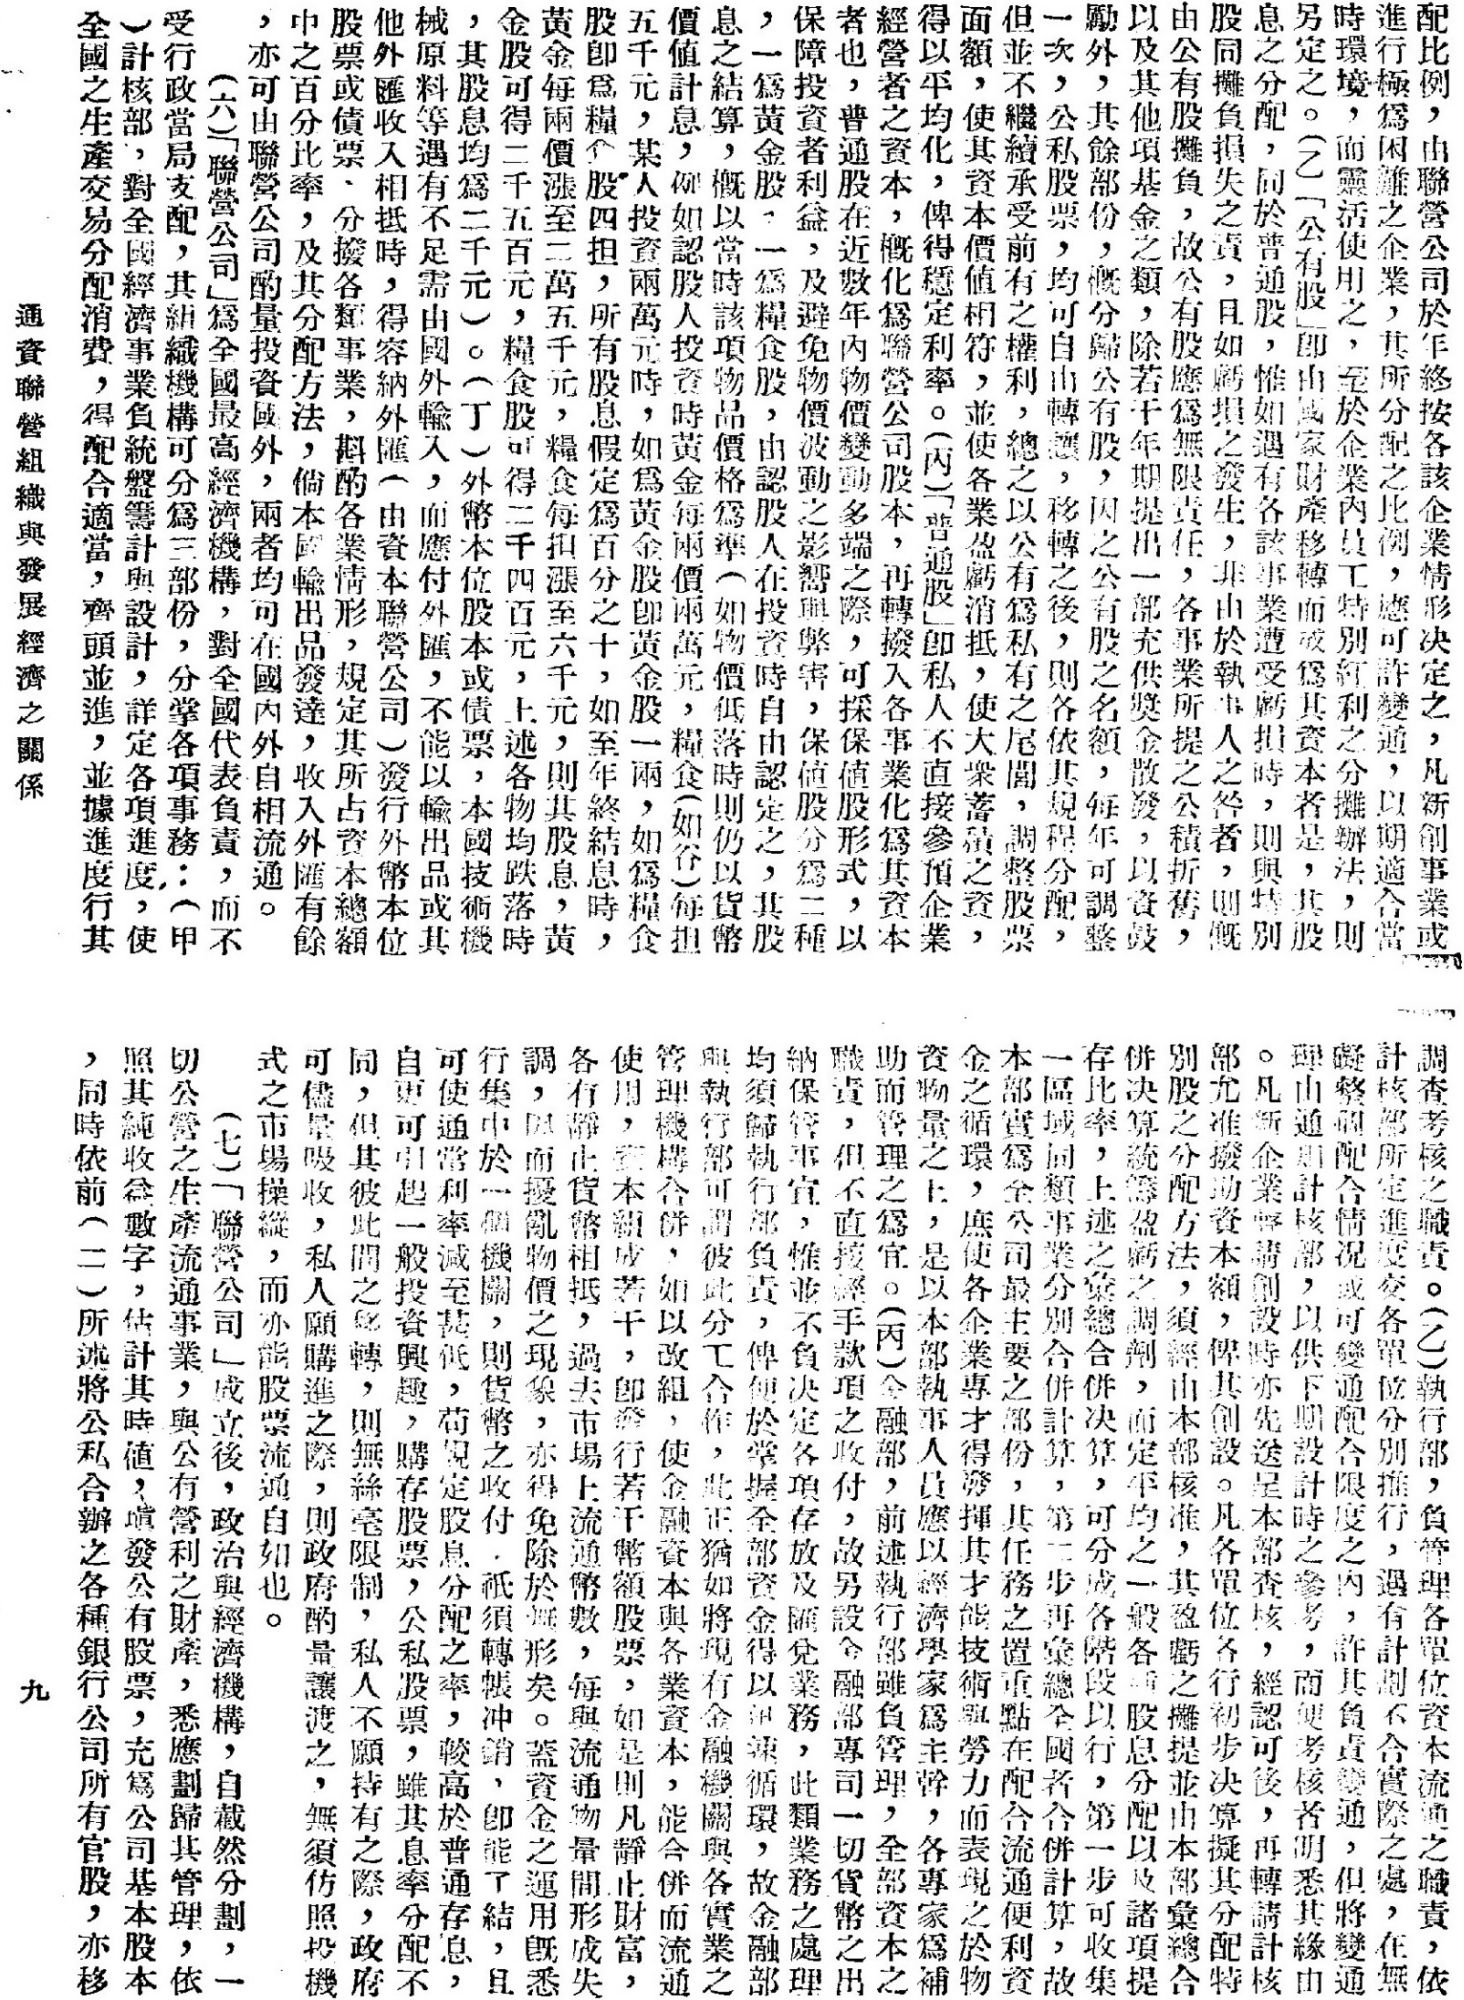 配比例，由聯營公司於年終按各該企業情形決定之，凡新創事業或
進行極爲困難之企業，其所分配之比例，應可許變通，以期適合當
時環境，而靈活使用之，至於企業內員工特別紅利之分攤辦法，則
另定之。（乙）「公有股」卽由國家財產移轉而成爲其資本者是，其股
息之分配，同於普通股，惟如遇有各該事業遭受虧損時，則與特別
股同攤負損失之責，且如虧損之發生，非由於執事人之咎者，則慨
由公有股攤負，故公有股應爲無限責任，各事業所提之公積折舊，
以及其他項基金之類，除若干年期提出一部充供獎金散發，以資鼓
勵外，其餘部份，概分歸公有股，因之公有股之名額，每年可調整
一次，公私股票，均可自由轉讓，移轉之後，則各依其規程分配，
但並不繼續承受前有之權利，總之以公有爲私有之尾閭，調整股票
面額，使其資本價值相符，並使各業盈虧消抵，使大衆蓄積之資，
得以平均化，俾得穩定利率。（丙）「普通股」卽私人不直接參預企業
經營者之資本，概化爲聯營公司股本，再轉撥入各事業化爲其資本
者也，普通股在近數年內物價變動多端之際，可採保値股形式，以
保障投資者利益，及避免物價波動之影嚮與弊害，保値股分爲二種
，一爲黃金股，一爲糧食股，由認股人在投資時自由認定之，其股
息之結算，概以當時該項物品價格爲準（如物價低落時則仍以貨幣
價值計息，例如認股人投資時黃金每兩價兩萬元，糧食（如谷）每担
五千元，某人投資兩萬元時，如爲黃金股卽黃金股一兩，如爲糧食
股卽爲糧食股四担，所有股息假定爲百分之十，如至年終結息時，
黃金每兩價漲至二萬五千元，糧食每担漲至六千元，則其股息，黃
金股可得二千五百元，糧食股可得二千四百元，上述各物均跌落時
，其股息均爲二千元）。（丁）外幣本位股本或債票，本國技術機
械原料等遇有不足需由國外輸入，而應付外匯，不能以輸出品或其
他外匯收入相抵時，得容納外匯（由資本聯營公司）發行外幣本位
股票或債票、分撥各類事業，斟酌各業情形，規定其所占資本總額
中之百分比率，及其分配方法，倘本國輸出品發達，收入外匯有餘
，亦可由聯營公司酌量投資國外，兩者均可在國內外自相流通。
（六）「聯營公司」爲全國最高經濟機構，對全國代表負責，而不
受行政當局支配，其組織機構可分爲三部份，分掌各項事務：（甲
）計核部，對全國經濟事業負統盤籌計與設計，詳定各項進度，使
全國之生產交易分配消費，得配合適當，齊頭並進，並據進度行其
通資聯營組織與發展經濟之關係
調查考核之職責。（乙）執行部，負管理各單位資本流通之職責，依
計核部所定進度交各單位分別推行，遇有計劃不合實際之處，在無
礙整個配合情況或可變通配合限度之內，許其負責變通，但將變通
理由通知計核部，以供下期設計時之參考，而便考核者明悉其緣由
。凡新企業聲請創設時亦先送呈本部查核，經認可後，再轉請計核
部允准撥助資本額，俾其創設。凡各單位各行初步決算擬其分配特
別股之分配方法，須經由本部核准，其盈虧之攤提並由本部彙總合
併決算統籌盈虧之調劑，而定平均之一般各種股息分配以及諸項提
存比率，上述之彙總合併決算，可分成各階段以行，第一步可收集
一區域同類事業分別合併計算，第二步再彙總全國者合併計算，故
本部實爲全公司最主要之部份，其任務之置重點在配合流通便利資
金之循環，庶使各企業專才得發揮其才能技術與勞力而表現之於物
資物量之上，是以本部執事人員應以經濟學家爲主幹，各專家爲補
助而管理之爲宜。（丙）金融部，前述執行部雖負管理，全部資本之
職責，但不直接經手款項之收付，故另設金融部專司一切貨幣之出
納保管事宜，惟並不負決定各項存放及匯兌業務，此類業務之處理
均須歸執行部負責，俾便於掌握全部資金得以迅速循環，故金融部
與執行部可謂彼此分工合作，此正猶如將現有金融機關與各實業之
管理機構合併，如以改組，使金融資本與各業資本，能合併而流通
使用，資本組成若干，卽發行若干幣額股票，如是則凡靜止財富，
各有靜止貨幣相抵，過去市場上流通幣數，每與流通物量間形成失
調，因而擾亂物價之現象，亦得免除於無形矣。蓋資金之運用旣悉
行集中於一個機關，則貨幣之收付，祇須轉帳冲銷，卽能了結，且
可使通常利率減至甚低，苟規定股息分配之率，較高於普通存息，
自更可引起一般投資興趣，購存股票，公私股票，雖其息率分配不
同，但其彼此間之移轉，則無絲毫限制，私人不願持有之際，政府
可儘量吸收，私人願購進之際，則政府酌量讓渡之，無須仿照投機
式之市場操縱，而亦能股票流通自如也。
（七）「聯營公司」成立後，政治與經濟機構，自截然分劃，一
切公營之生產流通事業，與公有營利之財產，悉應劃歸其管理，依
照其純收益數字，估計其時値，塡發公有股票，充爲公司基本股本
，同時依前（二）所述將公私合辦之各種銀行公司所有官股，亦移
九